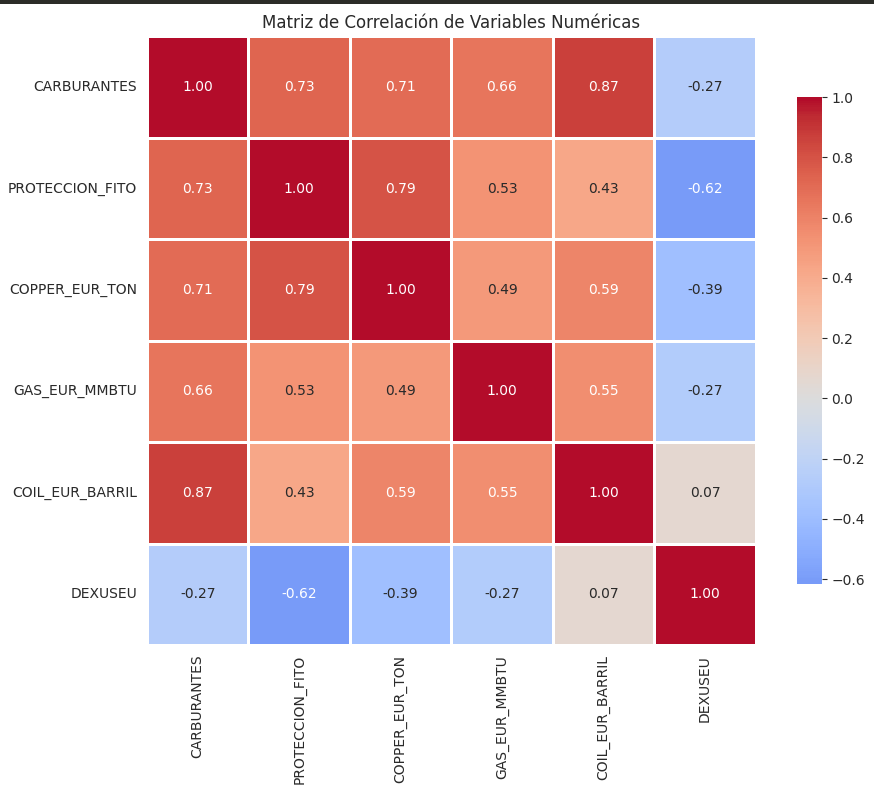 Matriz de Correlación de Variables Numéricas
CARBURANTES 1.00 0.73 0.71 0.66 0.87 -0.27
PROTECCION_FITO 0.73 1.00 0.79 0.53 0.43 -0.62
COPPER_EUR_TON 0.71 0.79 1.00 0.49 0.59 -0.39
GAS_EUR_MMBTU 0.66 0.53 0.49 1.00 0.55 -0.27
COIL_EUR_BARRIL 0.87 0.43 0.59 0.55 1.00 0.07
DEXUSEU -0.27 -0.62 -0.39 -0.27 0.07 1.00
CARBURANTES
PROTECCION_FITO
COPPER_EUR_TON
GAS_EUR_MMBTU
COIL_EUR_BARRIL
DEXUSEU
1.0
0.8
0.6
0.4
0.2
0.0
−0.2
−0.4
−0.6